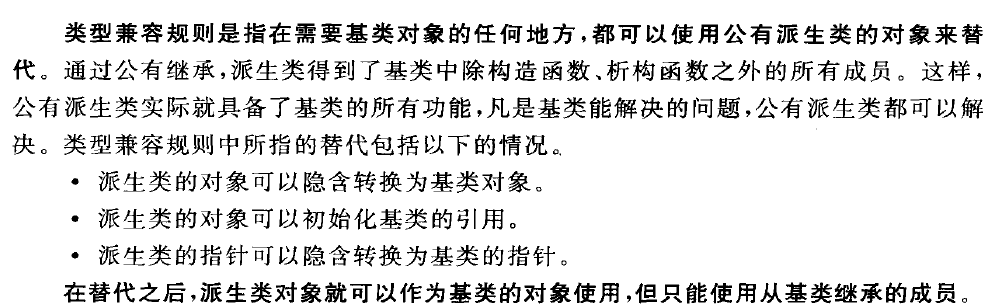 类型兼容规则是指在需要基类对象的任何地方,都可以使用公有派生类的对象来替
代。通过公有继承,派生类得到了基类中除构造函数、析构函数之外的所有成员。这样,
公有派生类实际就具备了基类的所有功能,凡是基类能解决的问题,公有派生类都可以解
决。类型兼容规则中所指的替代包括以下的情况。
• 派生类的对象可以隐含转换为基类对象。
• 派生类的对象可以初始化基类的引用。
• 派生类的指针可以隐含转换为基类的指针。
在替代之后,派生类对象就可以作为基类的对象使用,但只能使用从基类继承的成员。